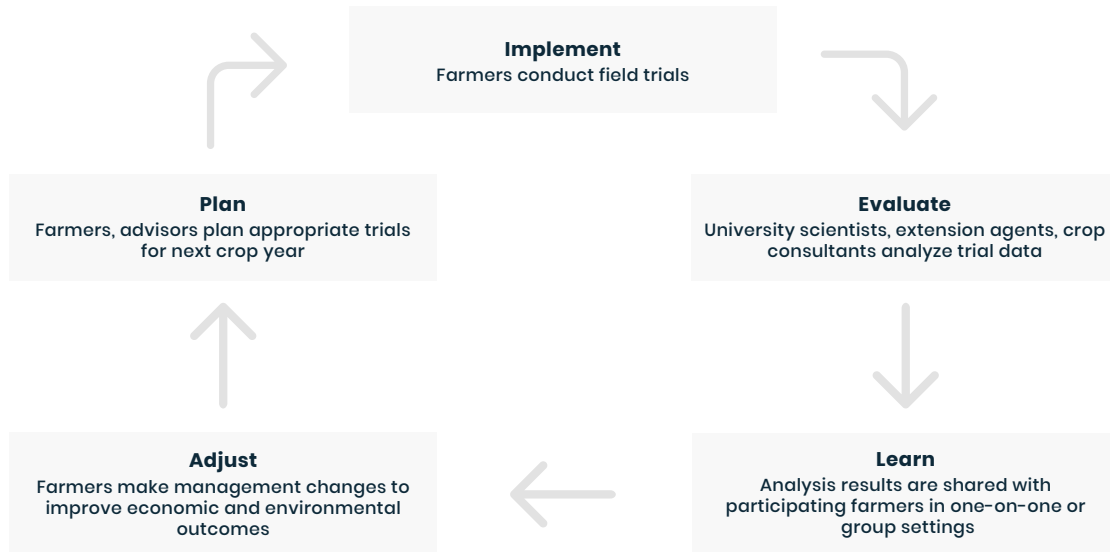 Implement
Farmers conduct field trials
Plan
Farmers, advisors plan appropriate trials
for next crop year
Evaluate
University scientists, extension agents, crop
consultants analyze trial data
Adjust
Farmers make management changes to
improve economic and environmental
outcomes
Learn
Analysis results are shared with
participating farmers in one-on-one or
group settings